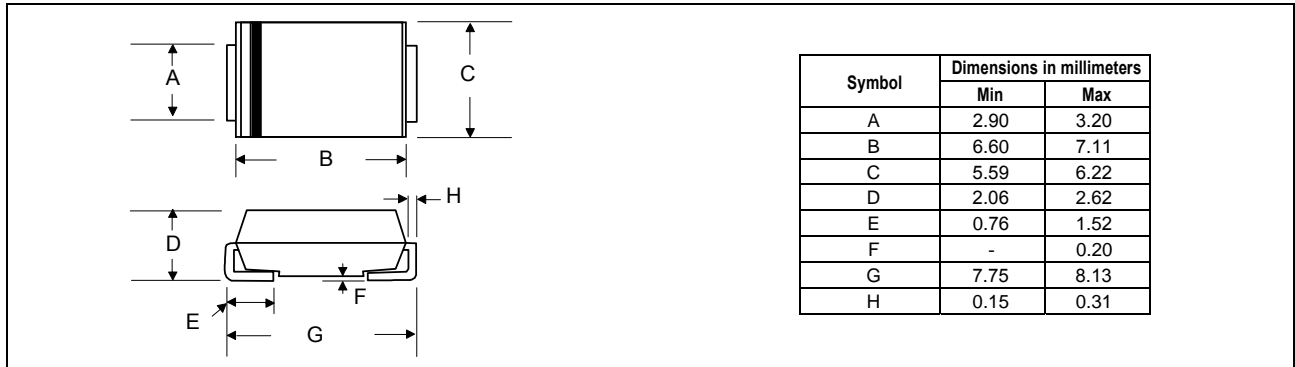 A
C
B
H
D
F
E
G
Symbol Dimensions in millimeters
Min Max
A 2.90 3.20
B 6.60 7.11
C 5.59 6.22
D 2.06 2.62
E 0.76 1.52
F - 0.20
G 7.75 8.13
H 0.15 0.31